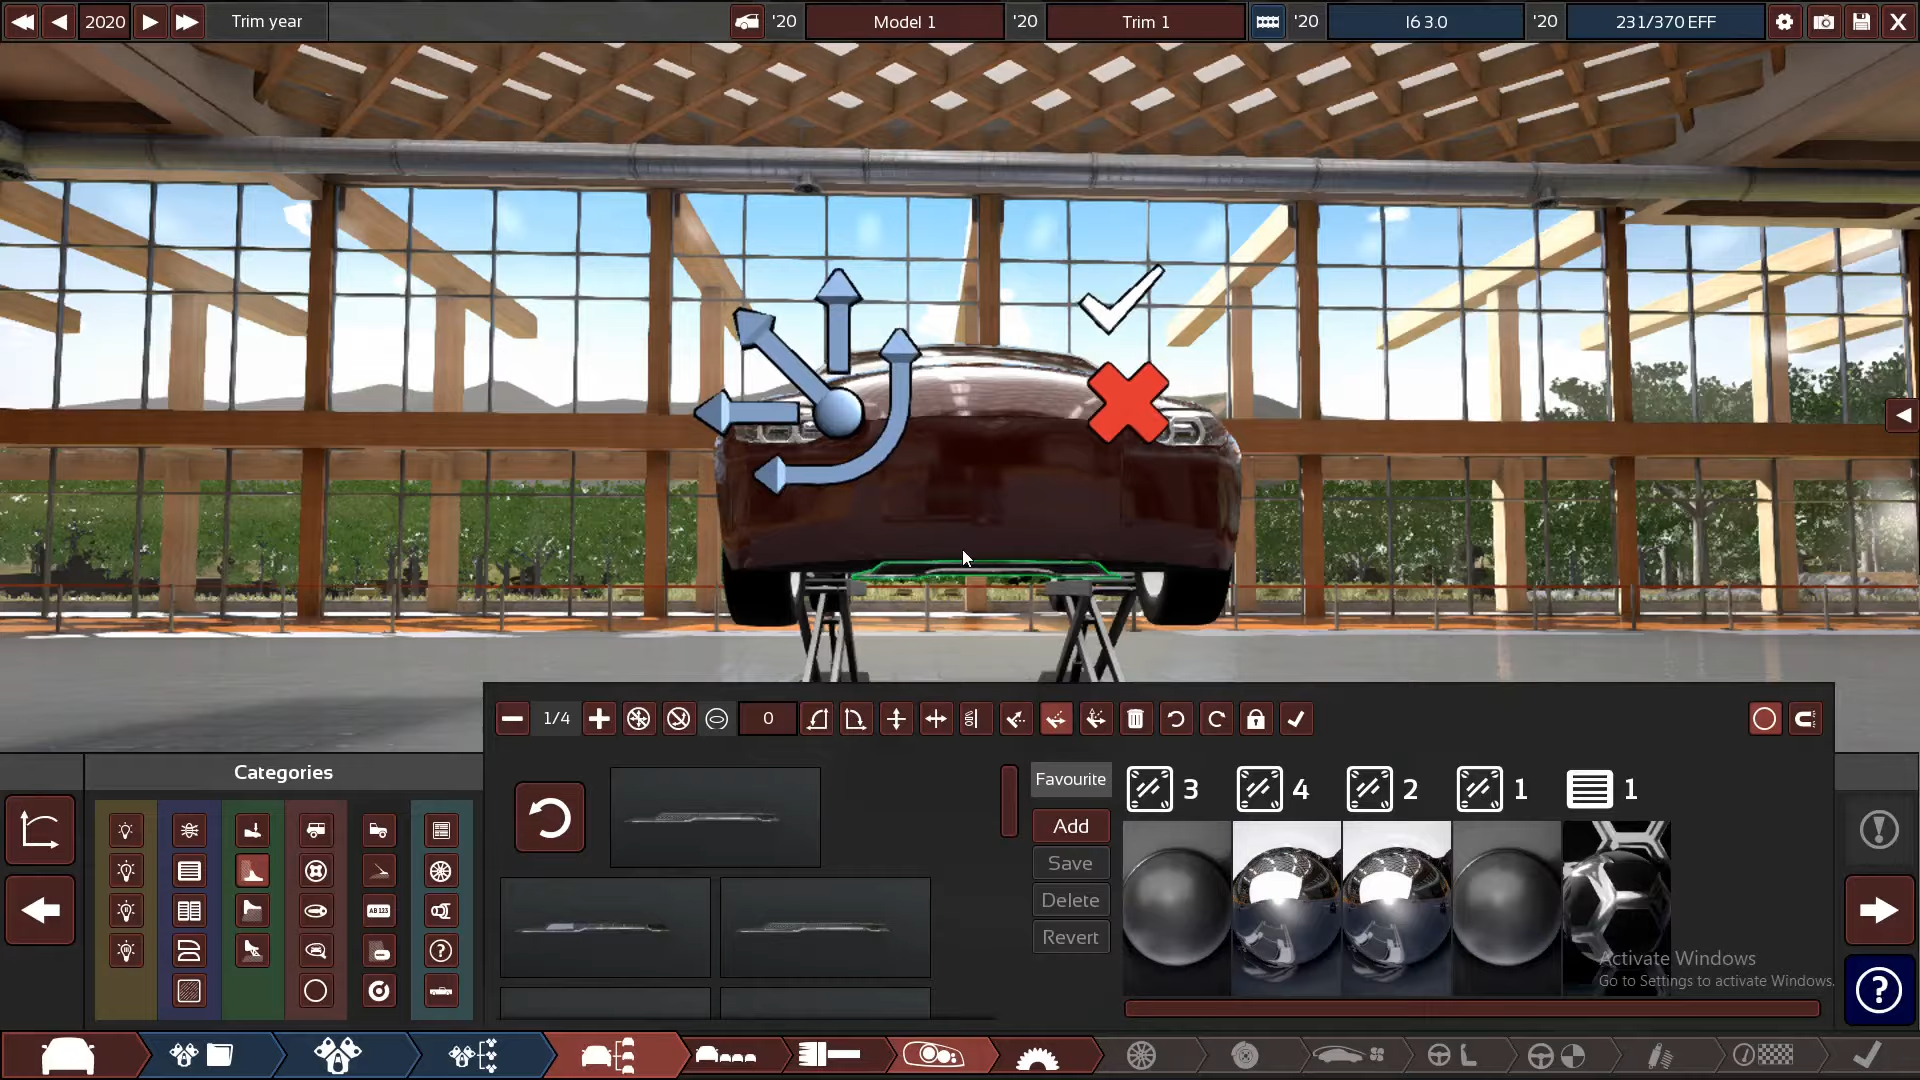 2020
Trim year
'20
Model 1
'20
Trim 1
'20
I6 3.0
'20
231/370 EFF
1/4
0
Categories
AB 123
Favourite
Add
Save
Delete
Revert
3
4
2
1
1
Activate Windows
Go to Settings to activate Windows.